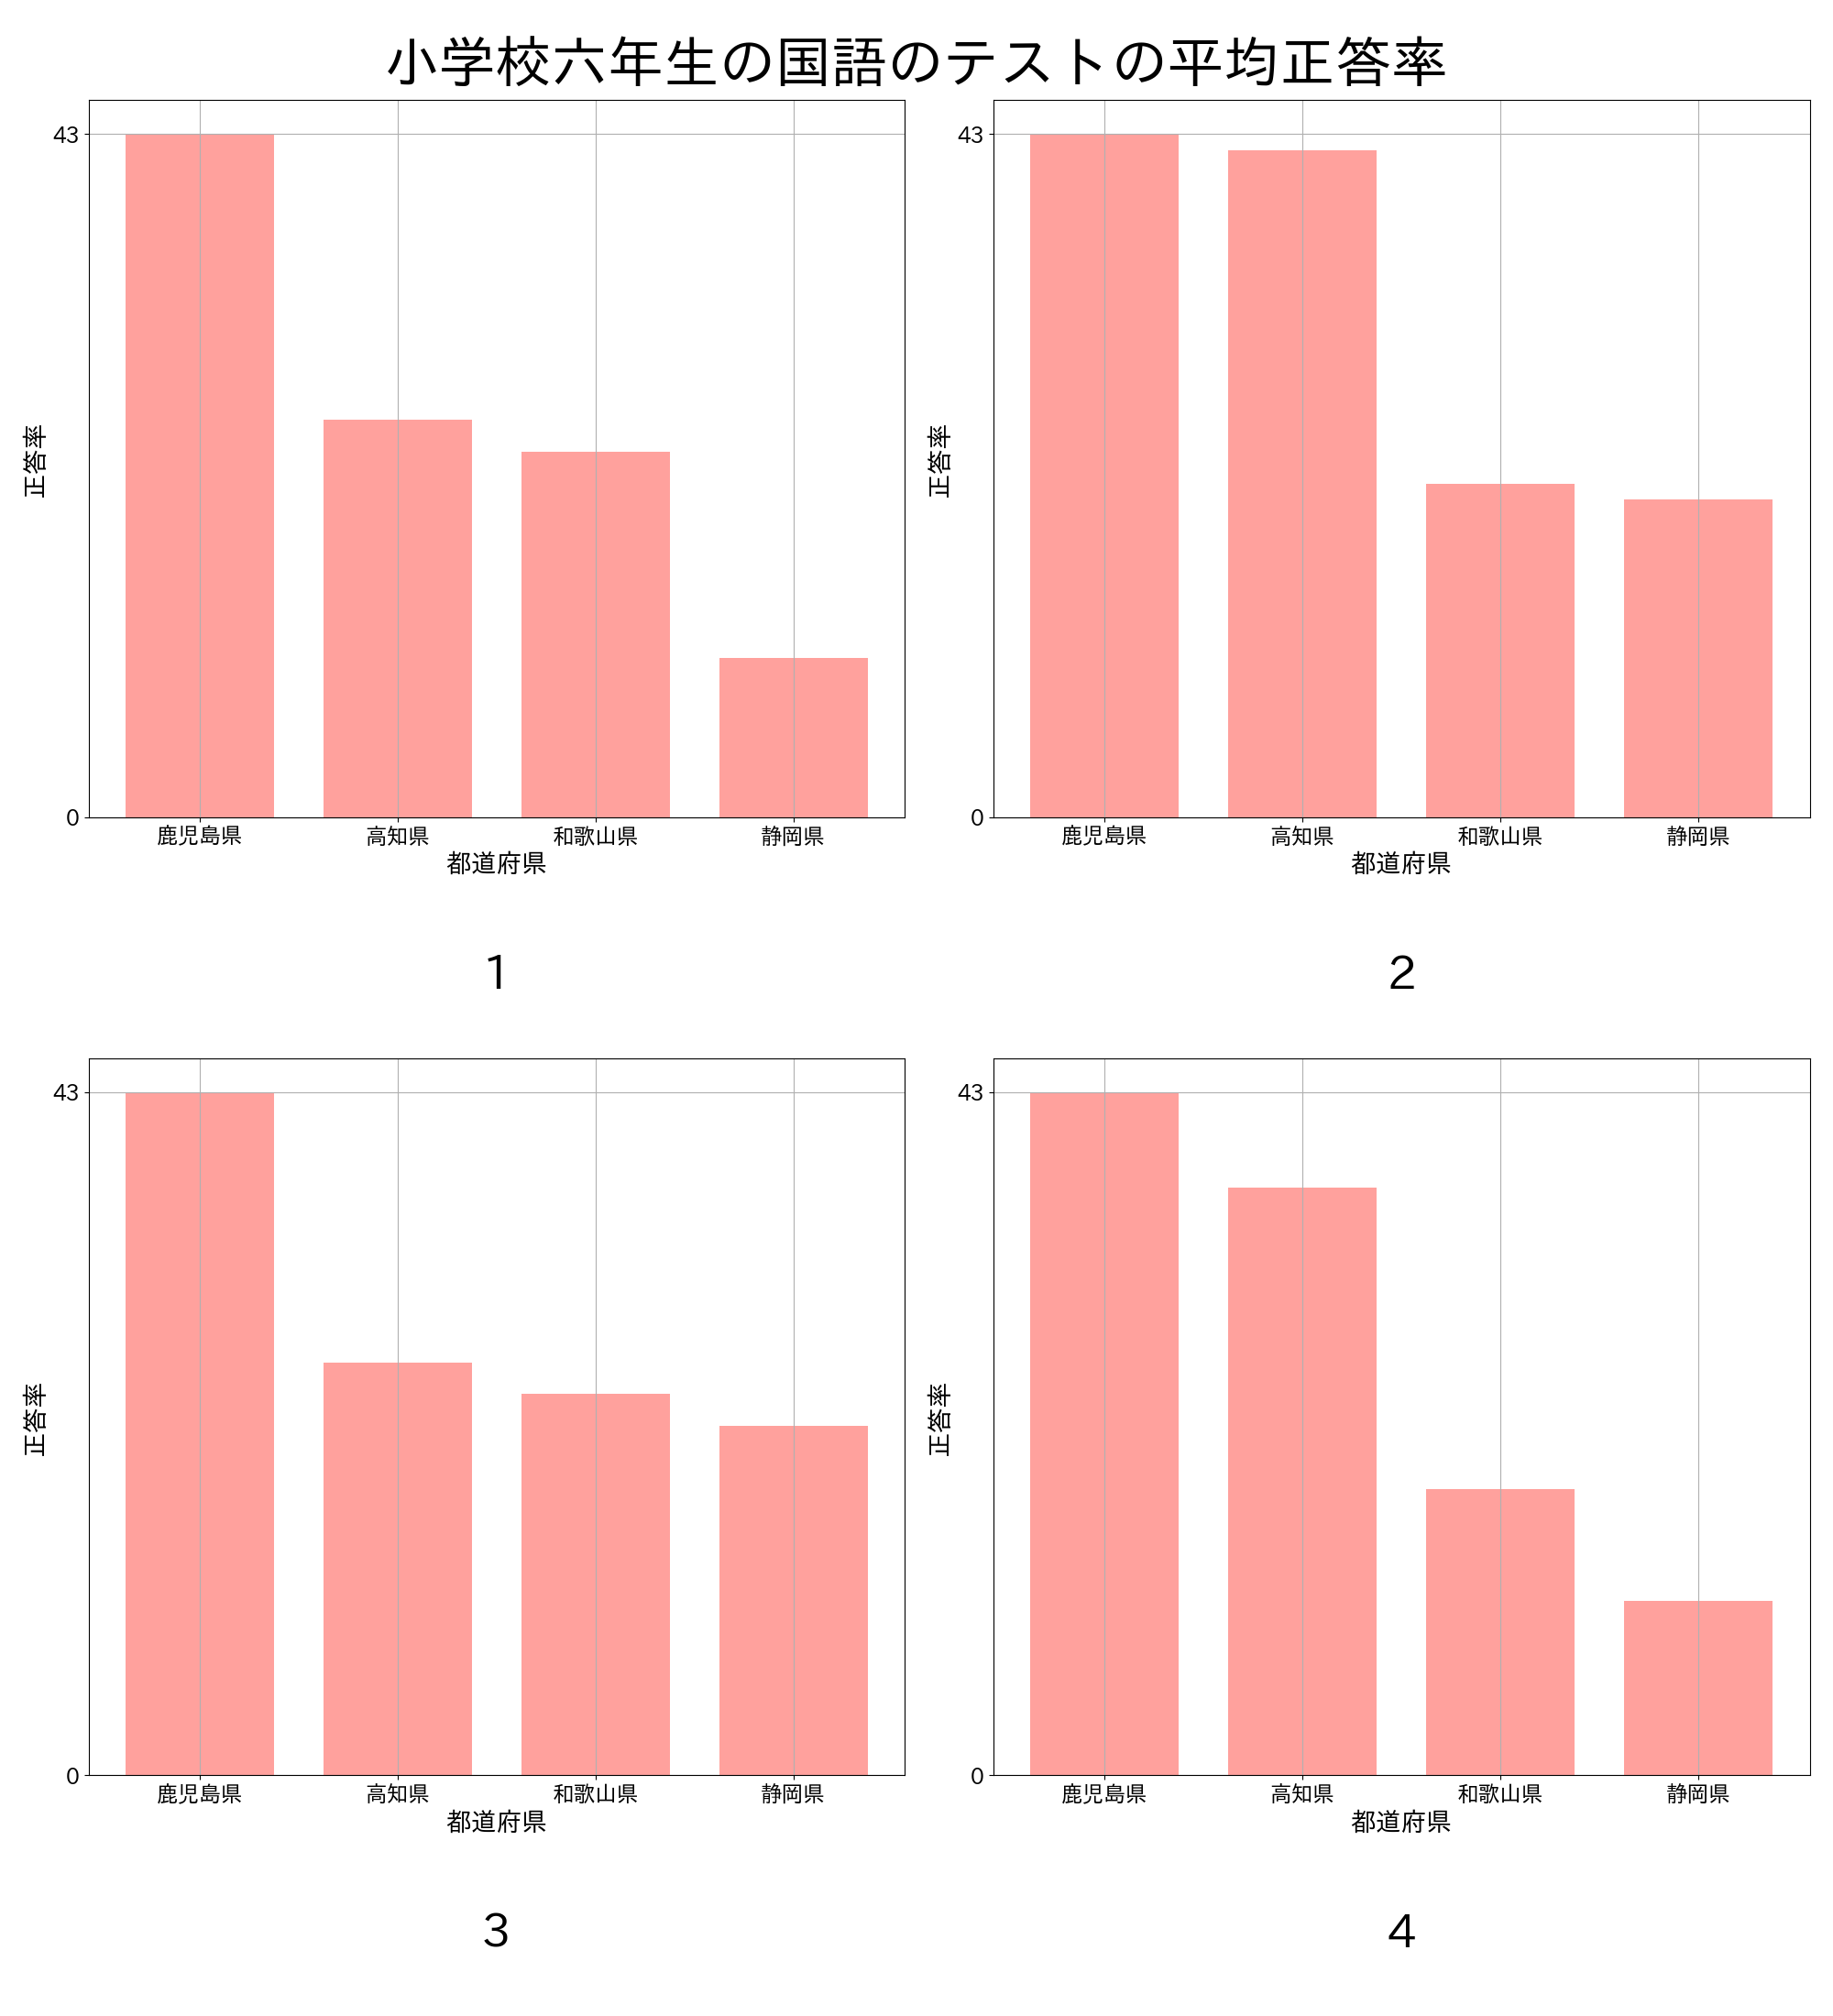 小学校六年生の国語のテストの平均正答率
43
正答率
0
鹿児島県 高知県 和歌山県 静岡県
都道府県
1
43
正答率
0
鹿児島県 高知県 和歌山県 静岡県
都道府県
2
43
正答率
0
鹿児島県 高知県 和歌山県 静岡県
都道府県
3
43
正答率
0
鹿児島県 高知県 和歌山県 静岡県
都道府県
4